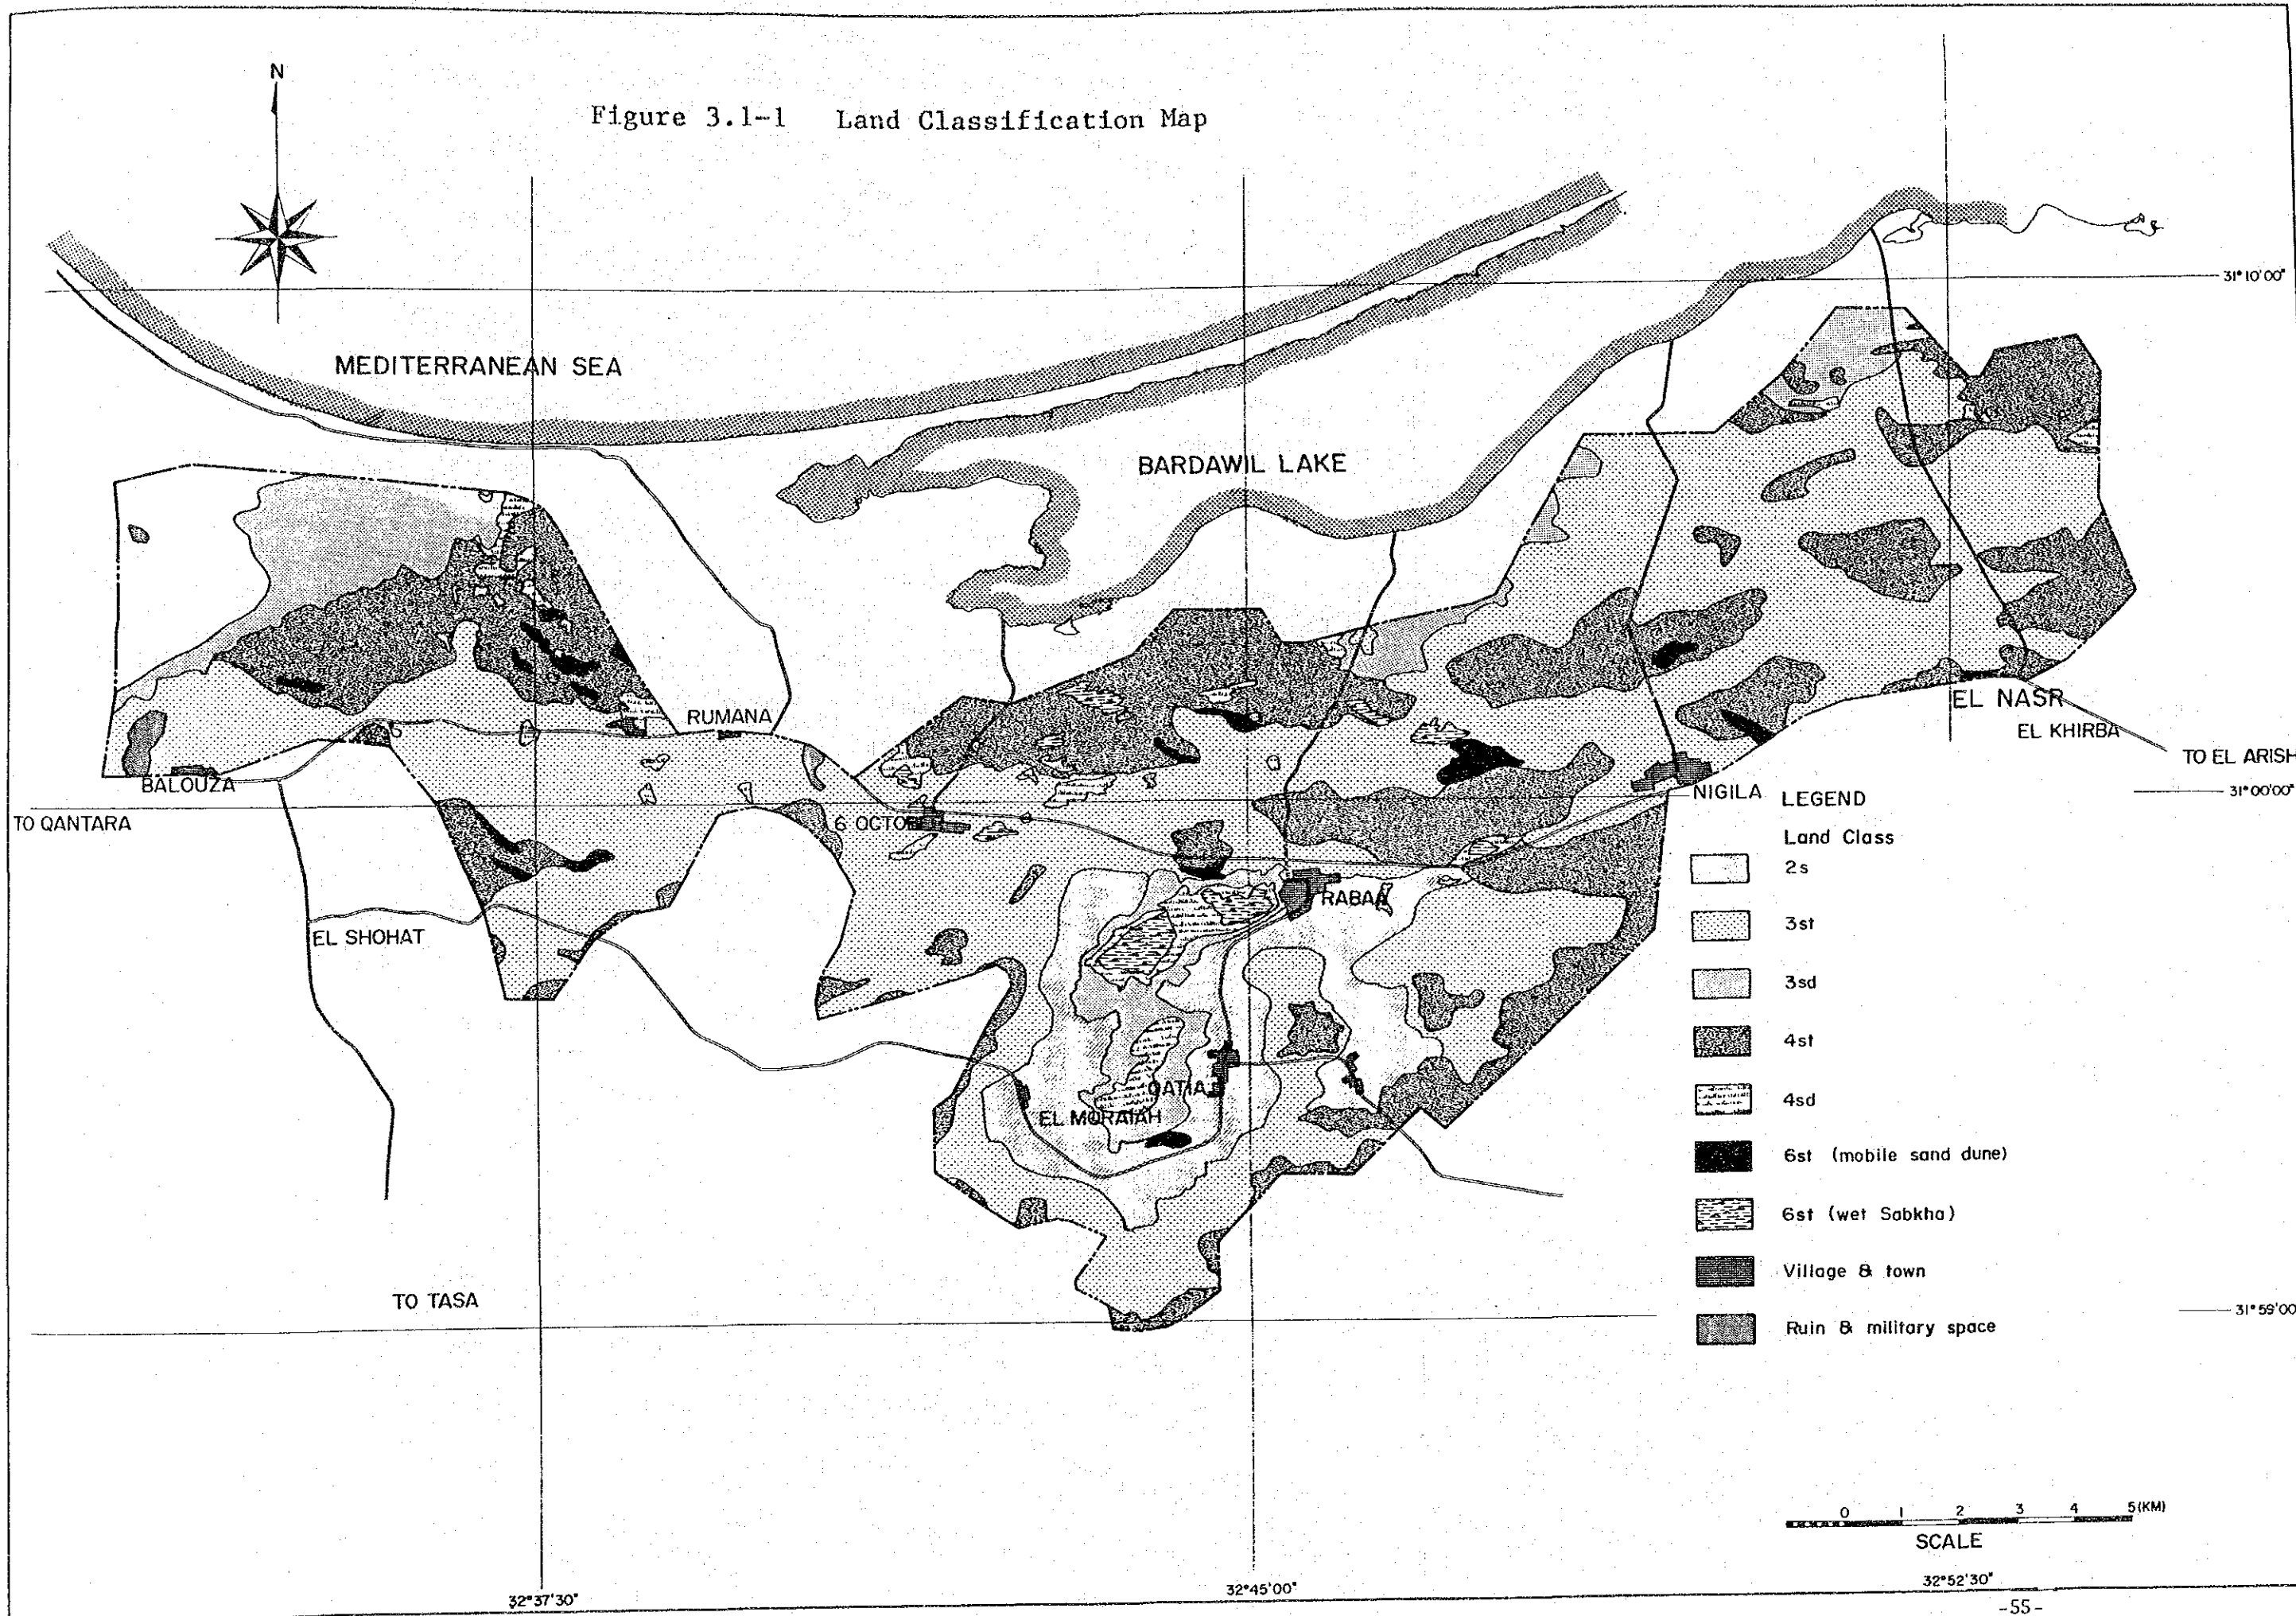 Figure 3.1-1 Land Classification Map
N
31°10'00"
MEDITERRANEAN SEA
BARDAWIL LAKE
EL NASR
RUMANA
EL KHIRBA
TO EL ARISH
BALOUZA
31°00'00"
NIGILA
TO QANTARA
6 OCTOBE
RABAA
EL SHOHAT
QATIA
EL MORAIAH
TO TASA
31°59'00
LEGEND
Land Class
2s
3st
3sd
4st
4sd
6st (mobile sand dune)
6st (wet Sabkha)
Village & town
Ruin & military space
0 1 2 3 4 5(KM)
SCALE
32°37'30"
32°45'00"
32°52'30"
-55-